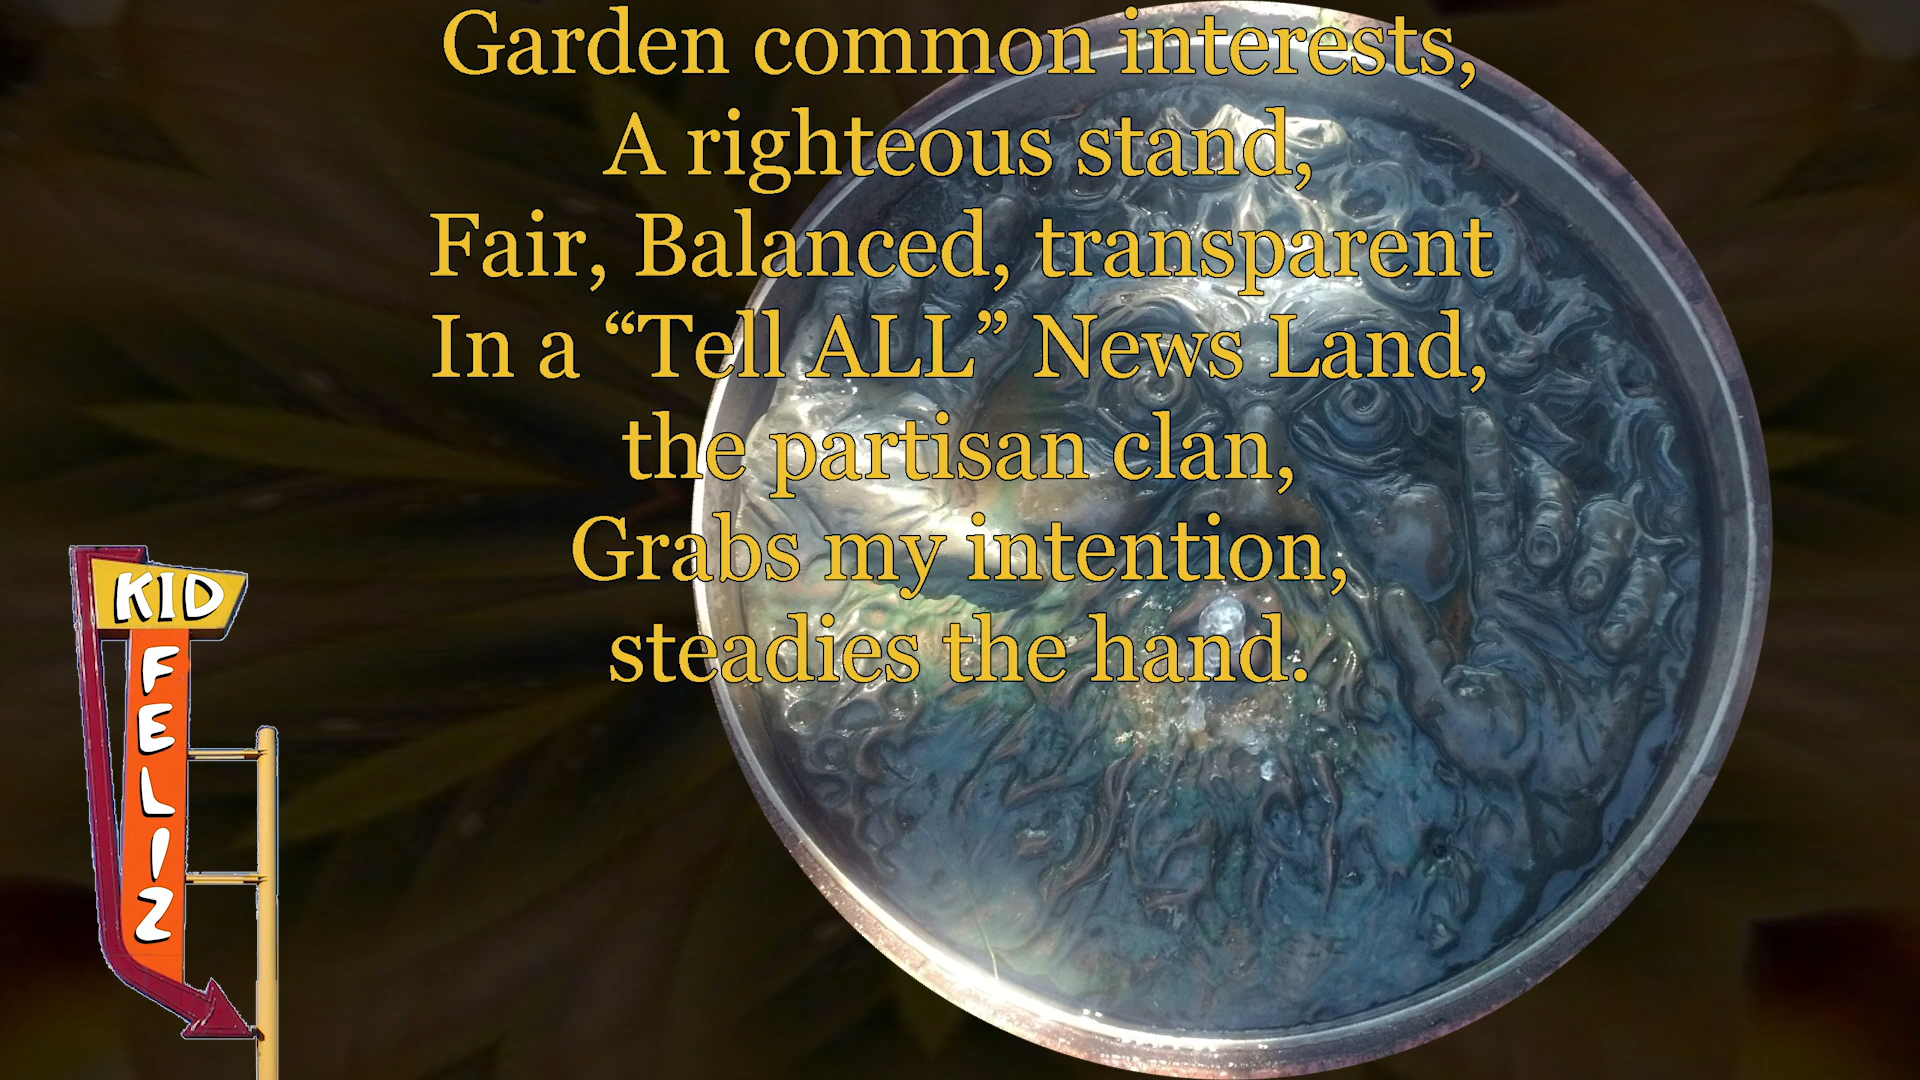 Garden common interests,
A righteous stand,
Fair, Balanced, transparent
In a “Tell ALL” News Land,
the partisan clan,
Grabs my intention,
steadies the hand.
KID
FELIZ